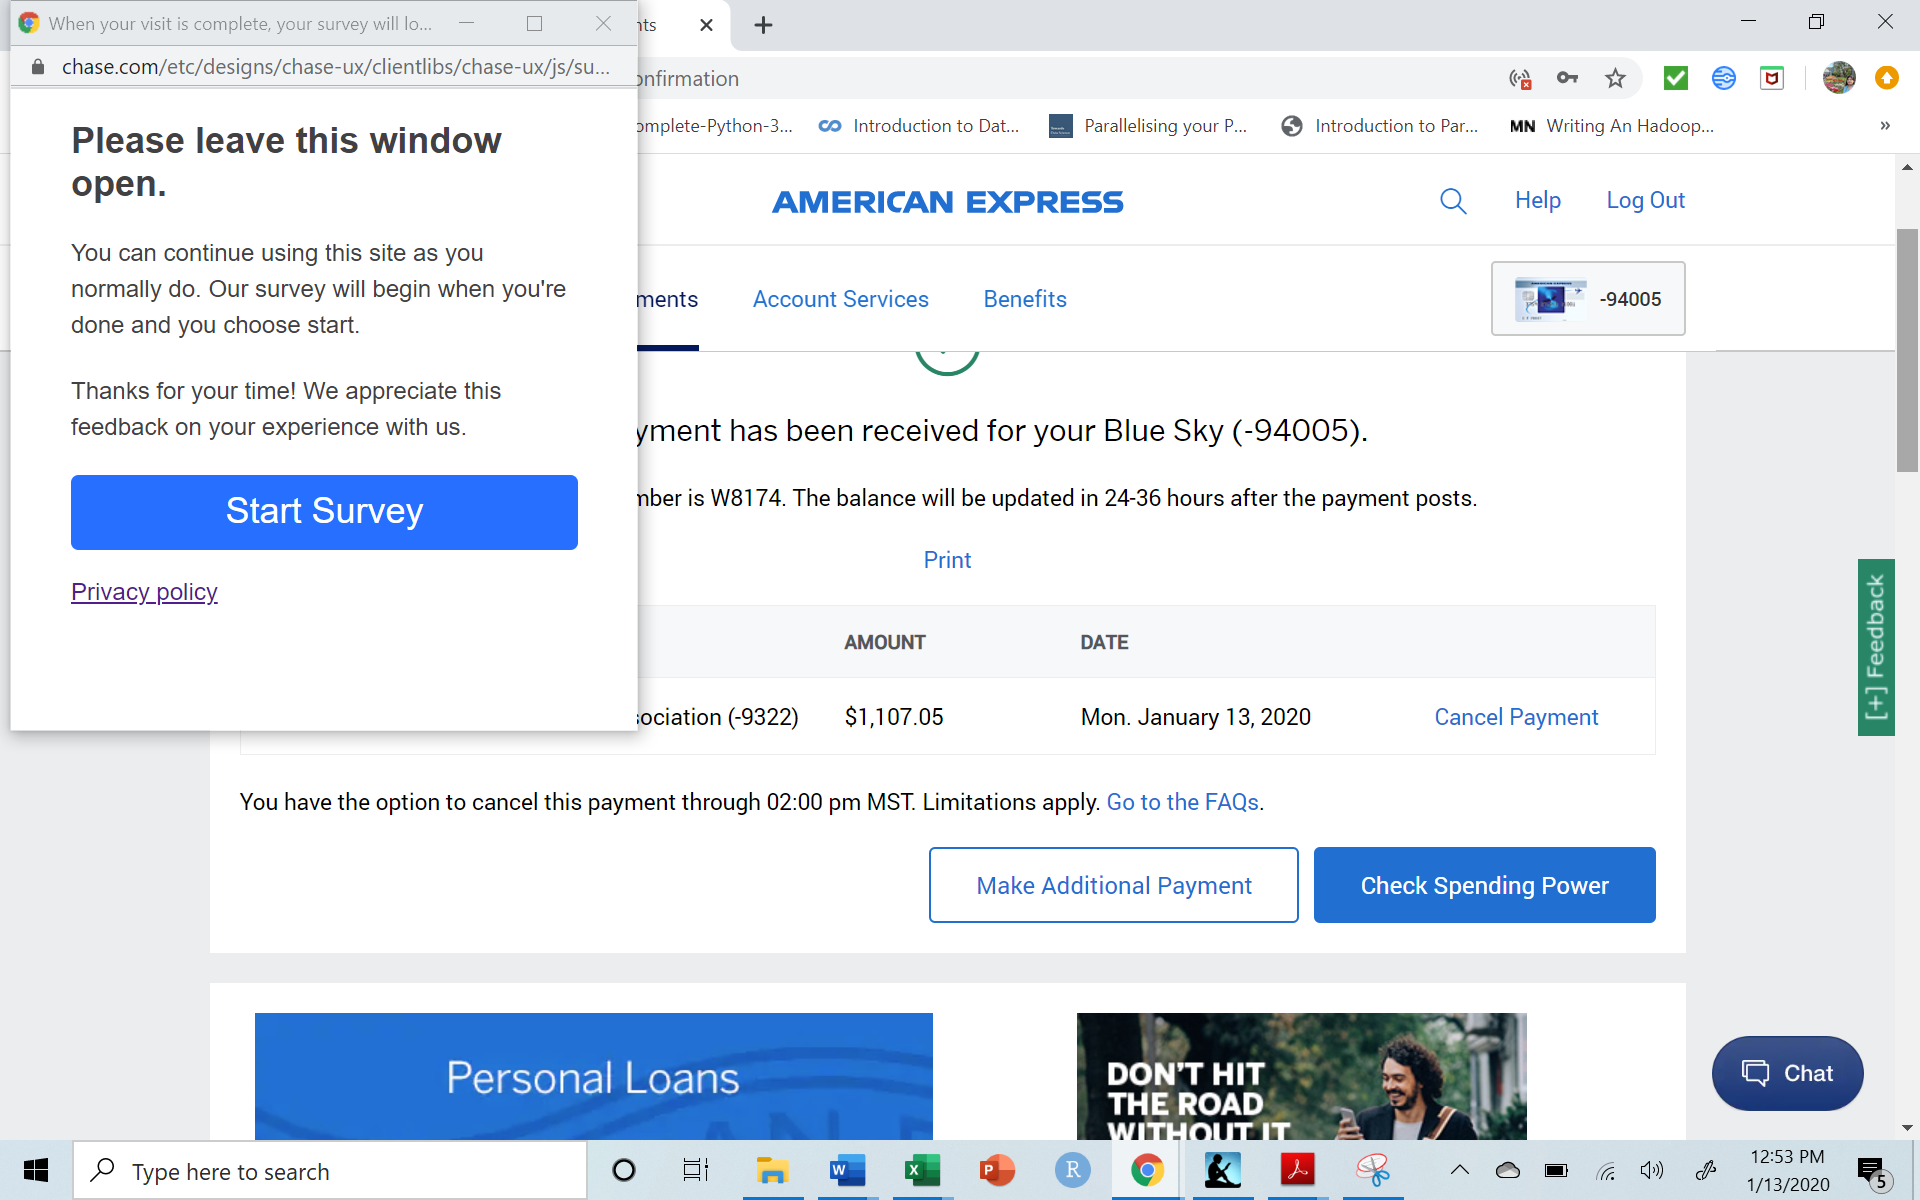 When your visit is complete, your survey will lo...
chase.com/etc/designs/chase-ux/clientlibs/chase-ux/js/su...
Please leave this window
open.
You can continue using this site as you
normally do. Our survey will begin when you're
done and you choose start.
Thanks for your time! We appreciate this
feedback on your experience with us.
Start Survey
Privacy policy
nts
onfirmation
omplete-Python-3...
Introduction to Dat...
Parallelising your P...
Introduction to Par...
MN Writing An Hadoop...
»
AMERICAN EXPRESS
Help
Log Out
ments
Account Services
Benefits
-94005
yment has been received for your Blue Sky (-94005).
mber is W8174. The balance will be updated in 24-36 hours after the payment posts.
Print
AMOUNT
DATE
sociation (-9322)
$1,107.05
Mon. January 13, 2020
Cancel Payment
You have the option to cancel this payment through 02:00 pm MST. Limitations apply. Go to the FAQs.
Make Additional Payment
Check Spending Power
[+] Feedback
Personal Loans
DON'T HIT
THE ROAD
WITHOUT IT
Chat
Type here to search
12:53 PM
1/13/2020
5